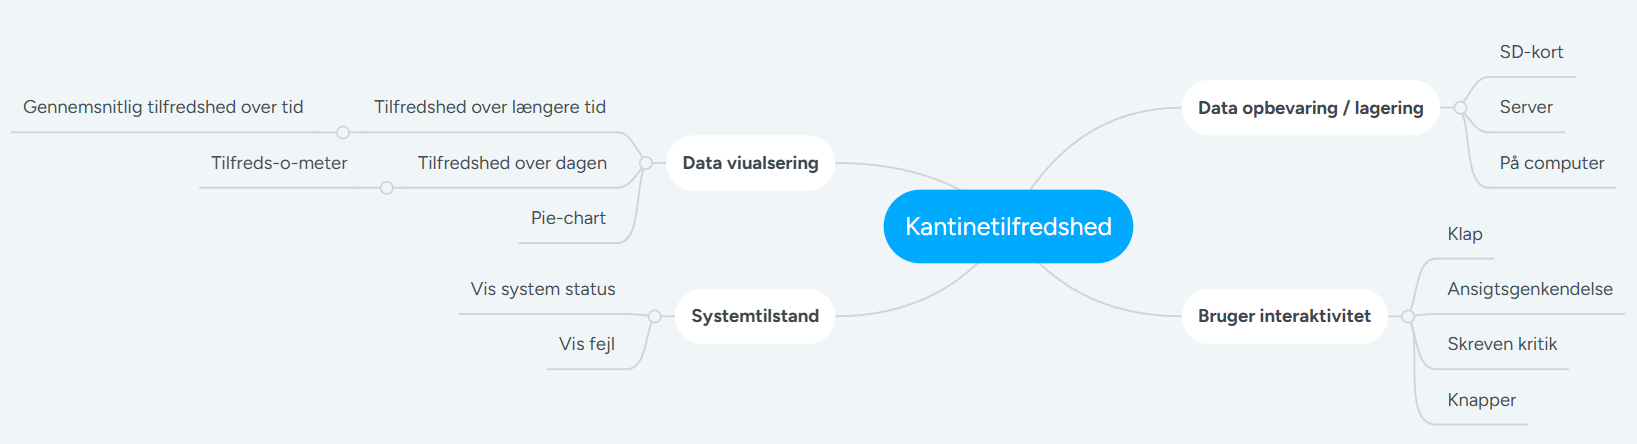 Kantinetilfredshed
Data opbevaring / lagering
SD-kort
Server
På computer
Bruger interaktivitet
Klap
Ansigtsgenkendelse
Skreven kritik
Knapper
Data viualsering
Tilfredshed over længere tid
Gennemsnitlig tilfredshed over tid
Tilfredshed over dagen
Tilfreds-o-meter
Pie-chart
Systemtilstand
Vis system status
Vis fejl